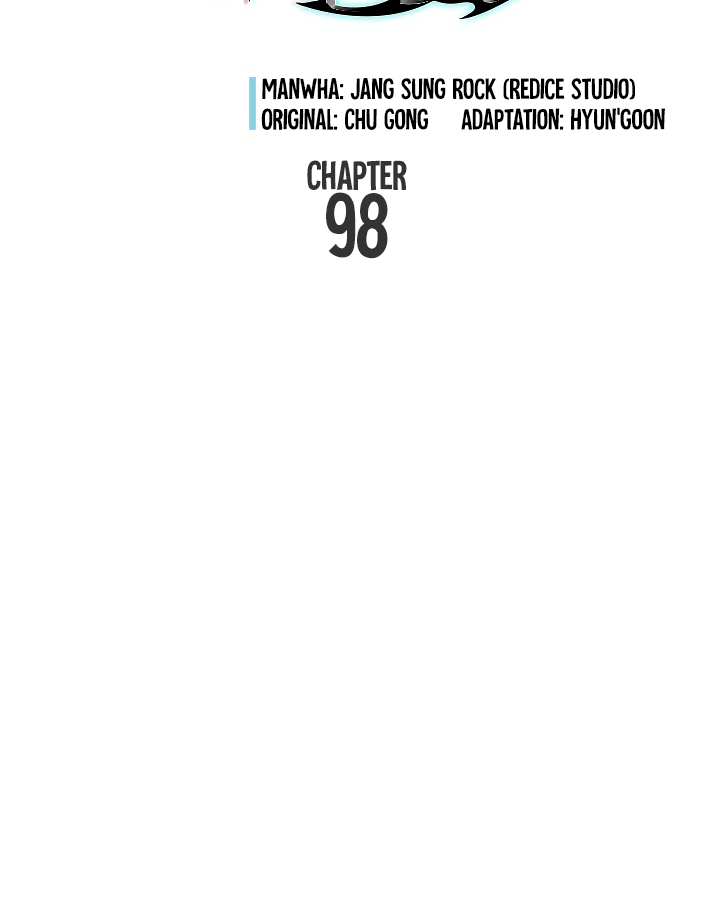 MANWHA: JANG SUNG ROCK (REDICE STUDIO)
ORIGINAL: CHU GONG ADAPTATION: HYUN'GOON
CHAPTER
98